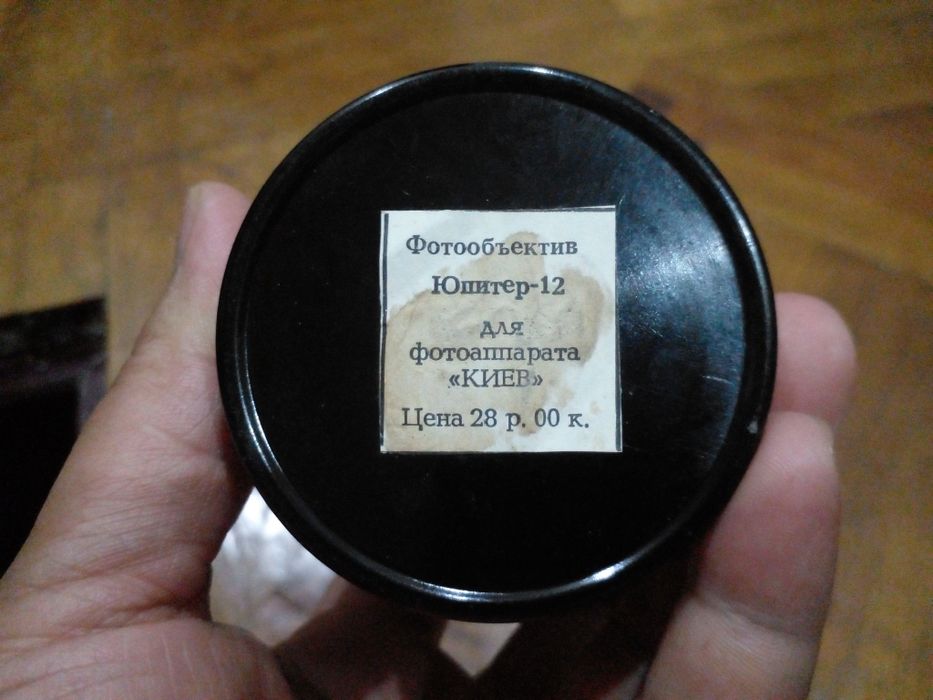 Фотообъектив
Юпитер-12
для
фотоаппарата
«КИЕВ»
Цена 28 р. 00 к.